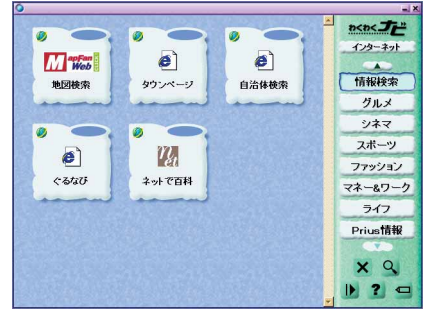 わくわくナビ
インターネット
MapFan Web
地図検索
タウンページ
自治体検索
ぐるなび
ネットで百科
情報検索
グルメ
シネマ
スポーツ
ファッション
マネー&ワーク
ライフ
Prius情報